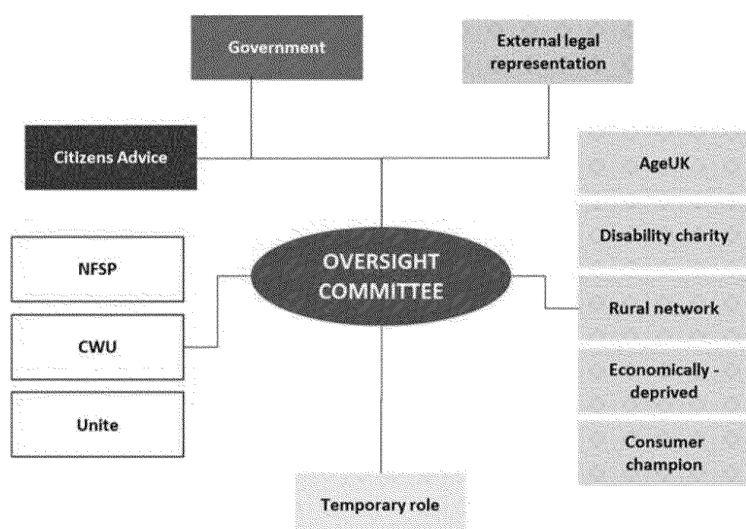 Government
External legal
representation
Citizens Advice
AgeUK
Disability charity
NFSP
OVERSIGHT
COMMITTEE
Rural network
CWU
Economically -
deprived
Unite
Consumer
champion
Temporary role